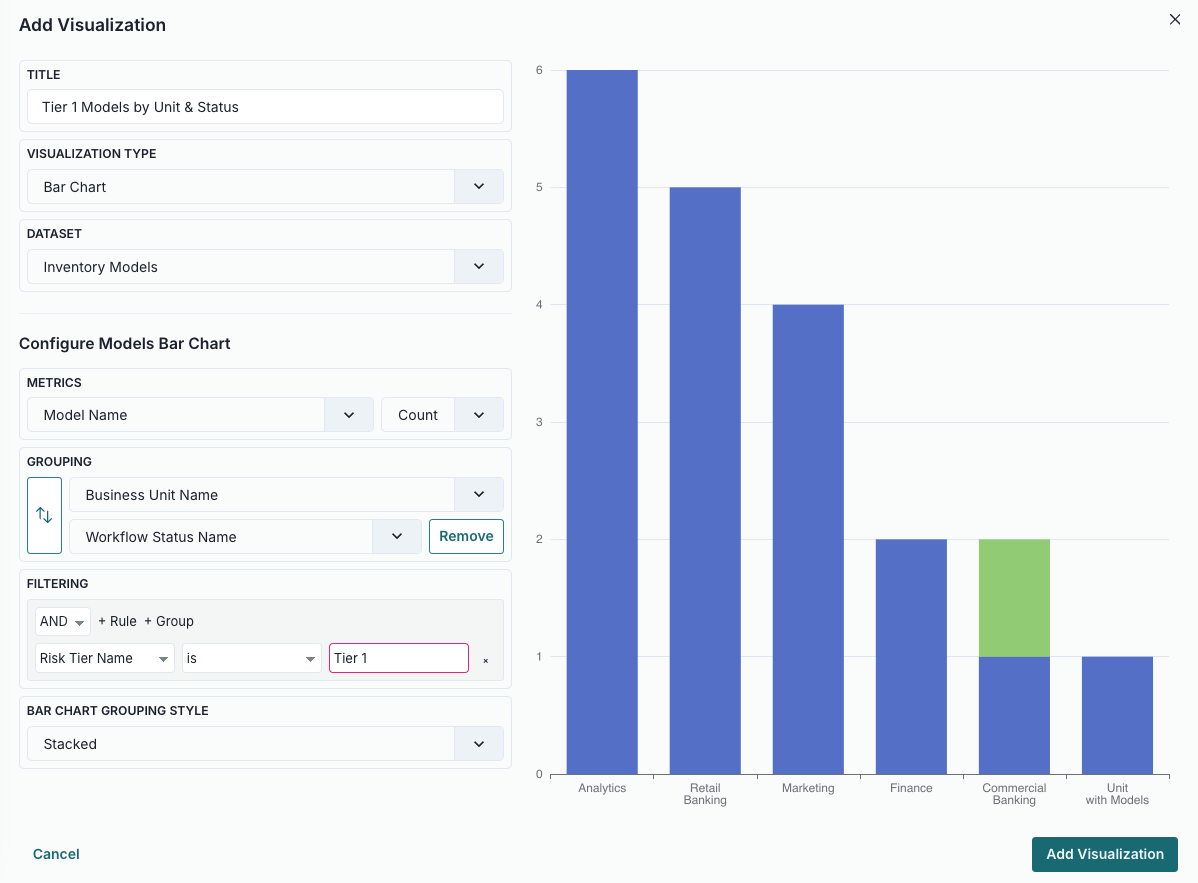 Add Visualization
TITLE
Tier 1 Models by Unit & Status
VISUALIZATION TYPE
Bar Chart
DATASET
Inventory Models
Configure Models Bar Chart
METRICS
Model Name
Count
GROUPING
Business Unit Name
Workflow Status Name
Remove
FILTERING
AND + Rule + Group
Risk Tier Name is Tier 1 ×
BAR CHART GROUPING STYLE
Stacked
6
5
4
3
2
1
0
Analytics
Retail
Banking
Marketing
Finance
Commercial
Banking
Unit
with Models
Cancel
Add Visualization